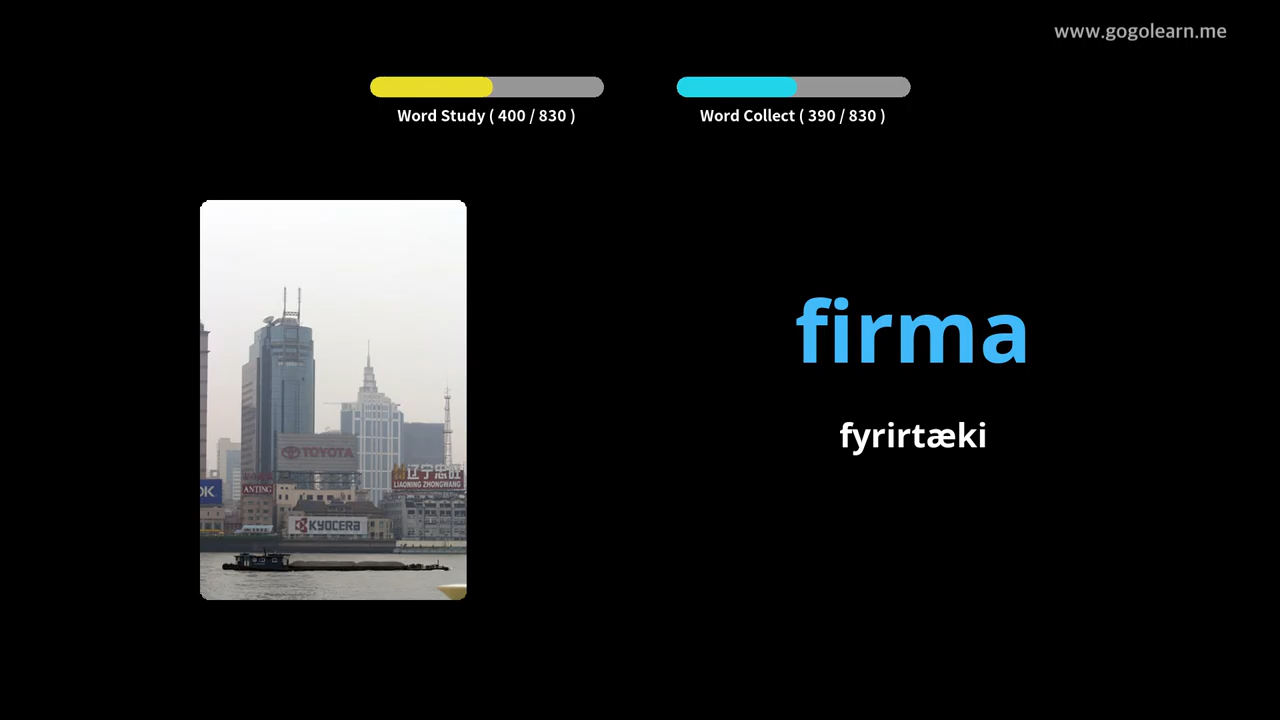 www.gogolearn.me
Word Study ( 400 / 830 )
Word Collect ( 390 / 830 )
firma
fyrirtæki
TOYOTA
辽宁忠旺
LIAONING ZHONGWANG
OK
ANTING
KYOCERA